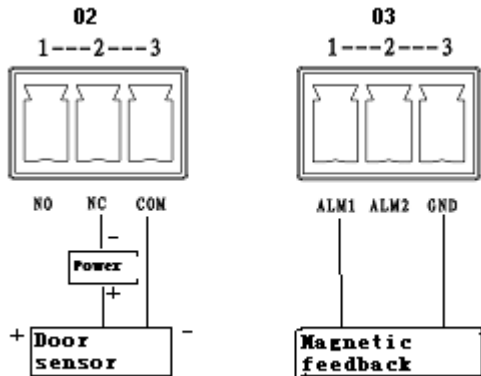 02 03
1---2---3 1---2---3
NO NC COM ALM1 ALM2 GND
-
Power
+
+ Door sensor -
Magnetic feedback